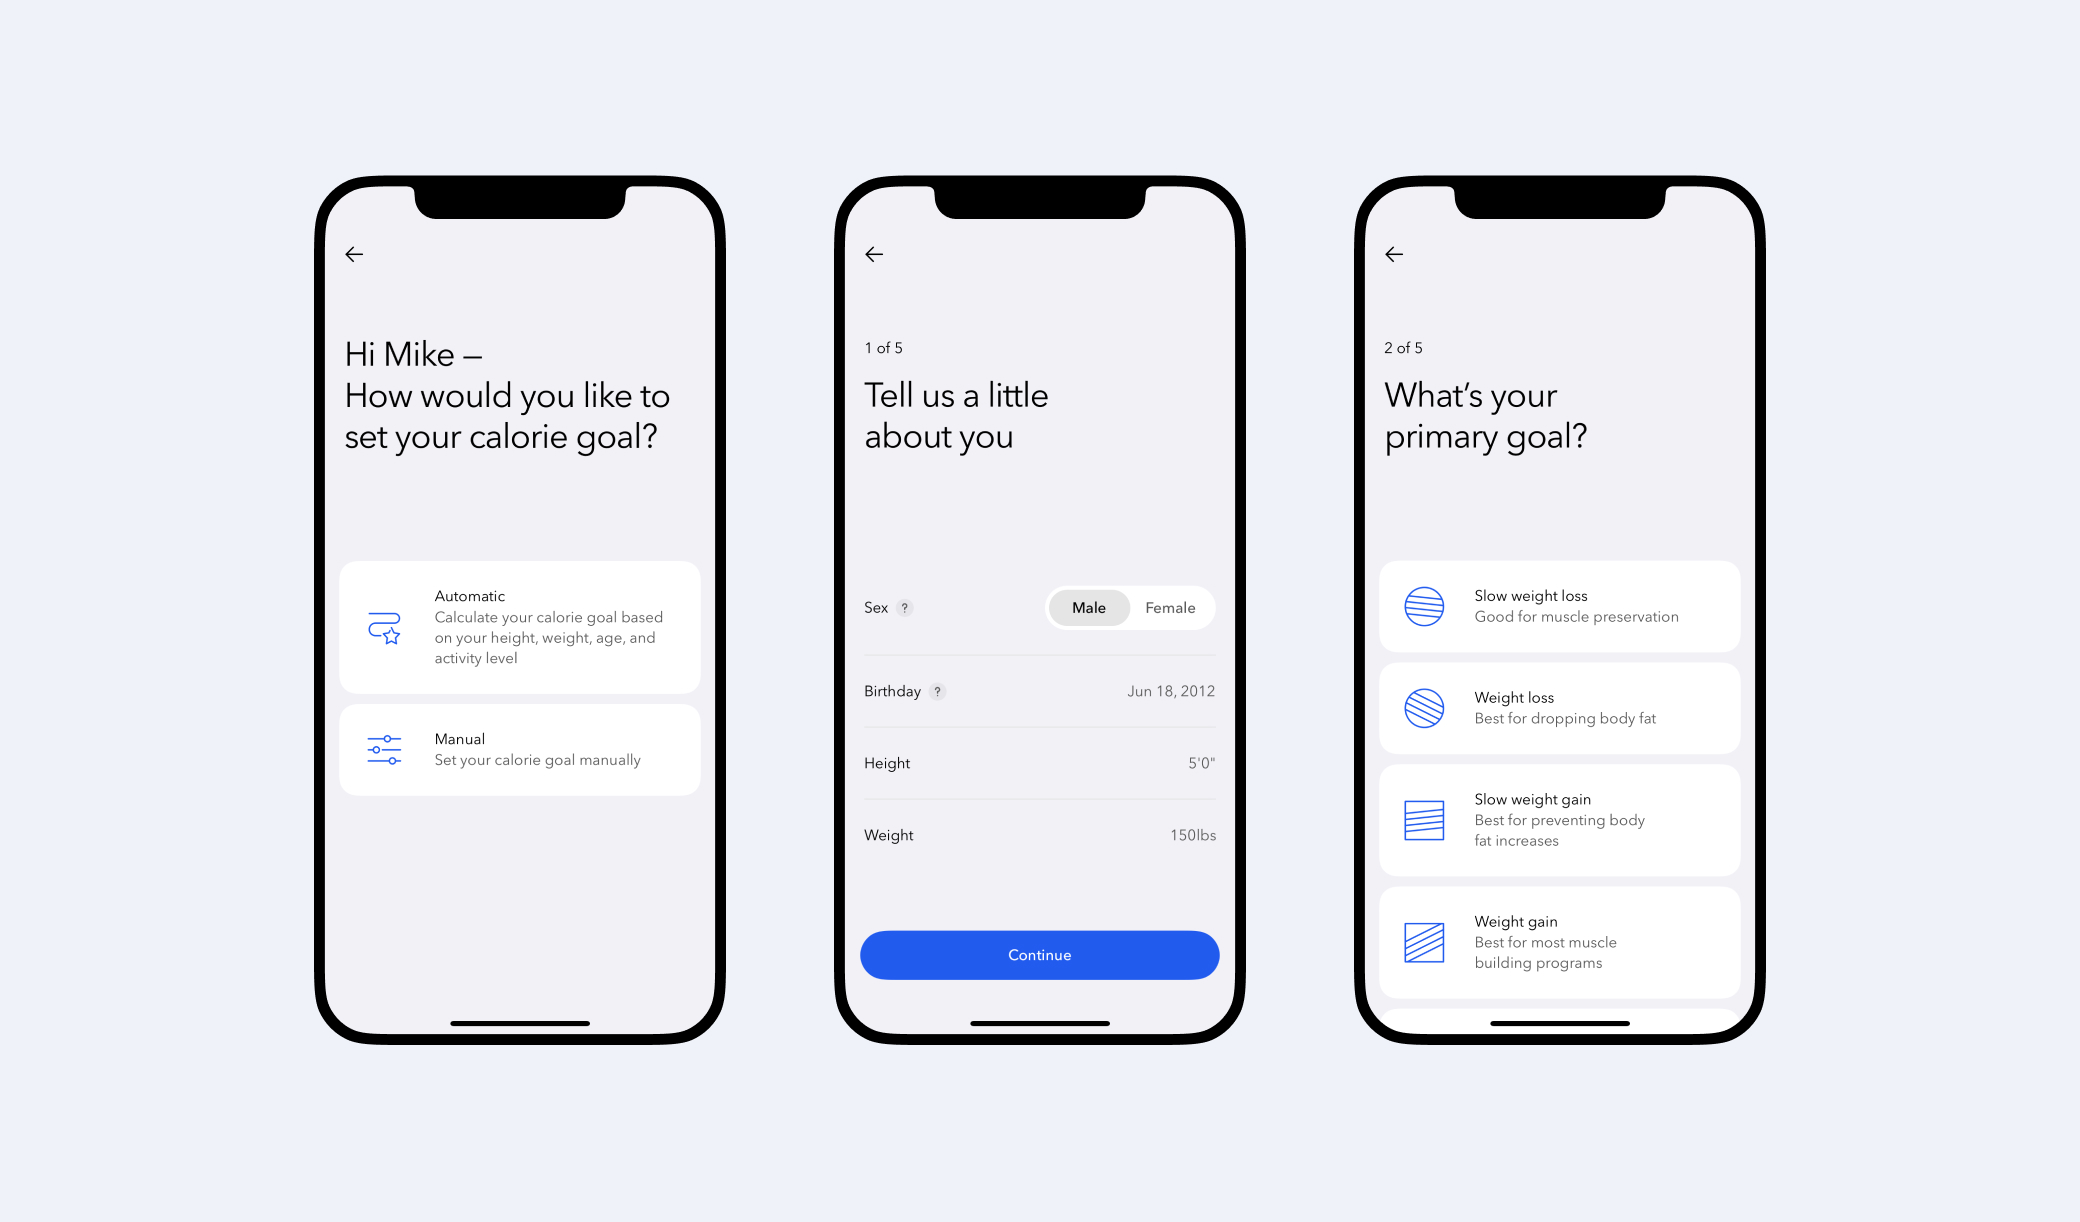 Hi Mike –
How would you like to
set your calorie goal?
Automatic
Calculate your calorie goal based
on your height, weight, age, and
activity level
Manual
Set your calorie goal manually
1 of 5
Tell us a little
about you
Sex ? Male Female
Birthday ? Jun 18, 2012
Height 5'0"
Weight 150lbs
Continue
2 of 5
What’s your
primary goal?
Slow weight loss
Good for muscle preservation
Weight loss
Best for dropping body fat
Slow weight gain
Best for preventing body
fat increases
Weight gain
Best for most muscle
building programs